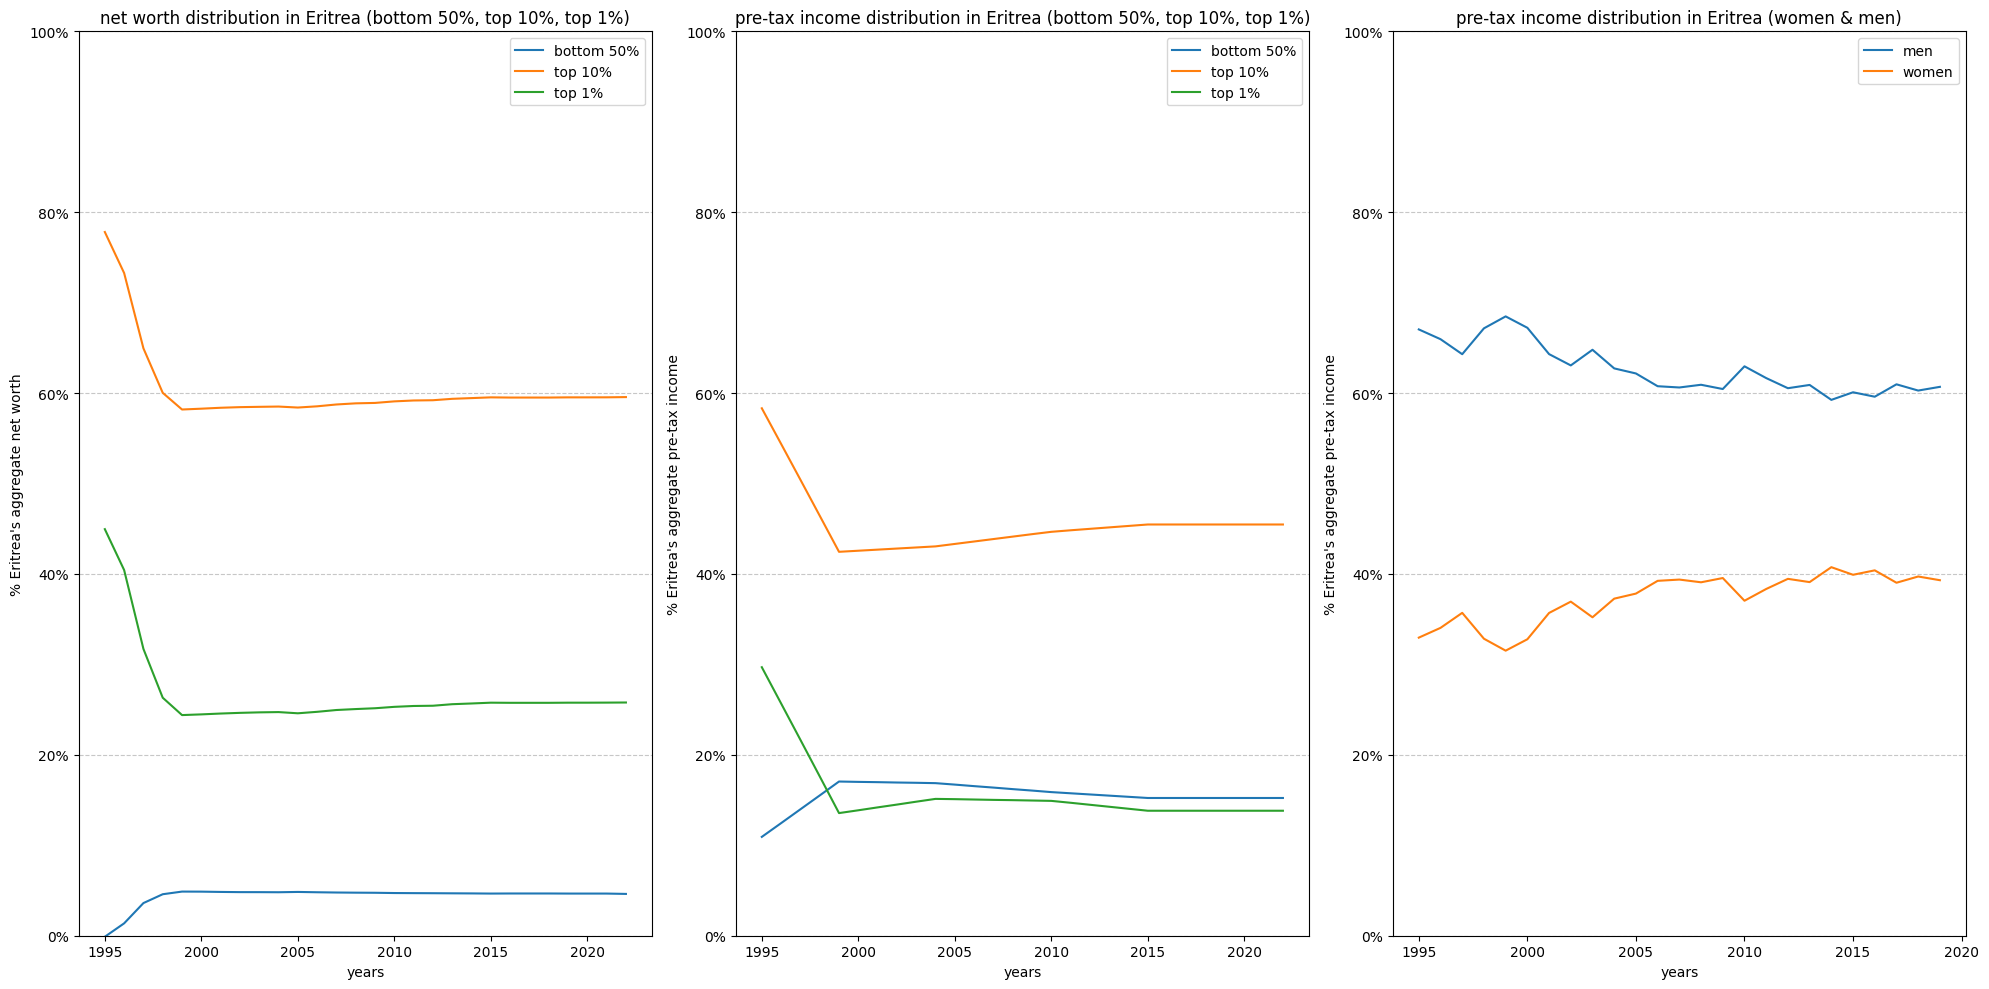 net worth distribution in Eritrea (bottom 50%, top 10%, top 1%)
100%
80%
60%
40%
20%
0%
% Eritrea's aggregate net worth
bottom 50%
top 10%
top 1%
1995
2000
2005
2010
2015
2020
years
pre-tax income distribution in Eritrea (bottom 50%, top 10%, top 1%)
100%
80%
60%
40%
20%
0%
% Eritrea's aggregate pre-tax income
bottom 50%
top 10%
top 1%
1995
2000
2005
2010
2015
2020
years
pre-tax income distribution in Eritrea (women & men)
100%
80%
60%
40%
20%
0%
% Eritrea's aggregate pre-tax income
men
women
1995
2000
2005
2010
2015
2020
years